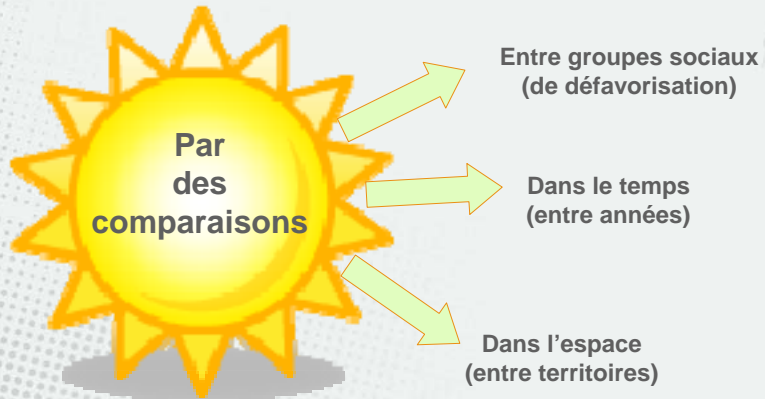 Par
des
comparaisons
Entre groupes sociaux
(de défavorisation)
Dans le temps
(entre années)
Dans l’espace
(entre territoires)